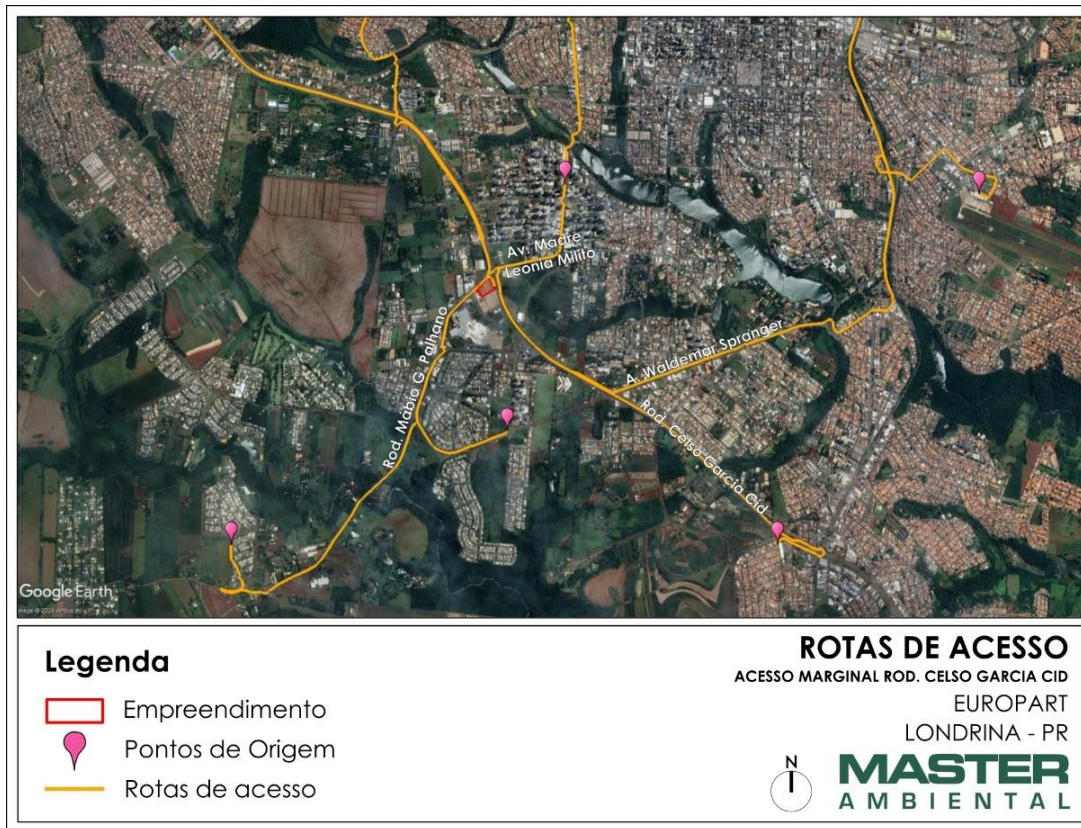 Av. Madre
Leonia Milito
Rod. Mábio G. Palhano
A. Waldemar Spranger
Rod. Celso Garcia Cid
Google Earth
Legenda
Empreendimento
Pontos de Origem
Rotas de acesso
ROTAS DE ACESSO
ACESSO MARGINAL ROD. CELSO GARCIA CID
EUROPART
LONDRINA - PR
N
MASTER
AMBIENTAL